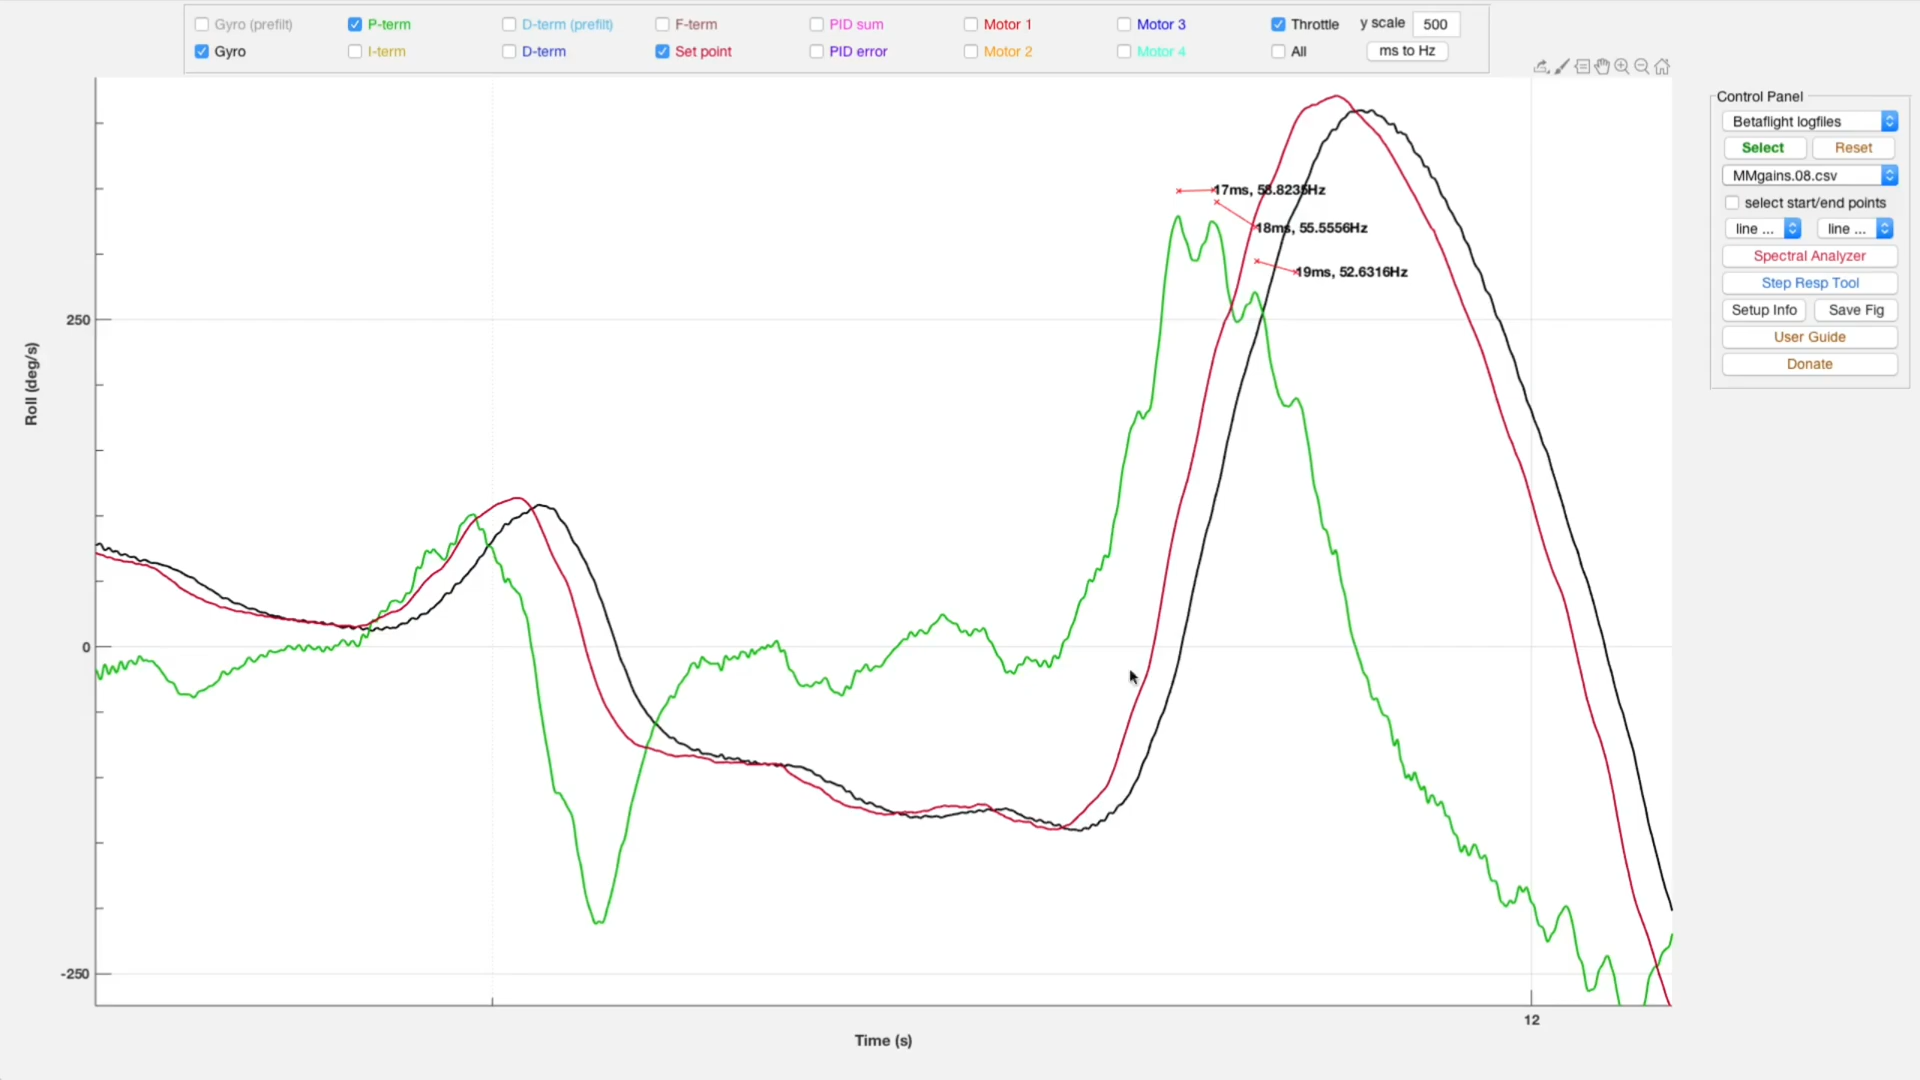 Gyro (prefilt) P-term D-term (prefilt) F-term PID sum Motor 1 Motor 3 Throttle y scale 500
Gyro I-term D-term Set point PID error Motor 2 Motor 4 All ms to Hz
Control Panel
Betaflight logfiles
Select Reset
MMgains.08.csv
select start/end points
line ... line ...
Spectral Analyzer
Step Resp Tool
Setup Info Save Fig
User Guide
Donate
17ms, 58.8235Hz
18ms, 55.5556Hz
19ms, 52.6316Hz
250
0
-250
Roll (deg/s)
12
Time (s)